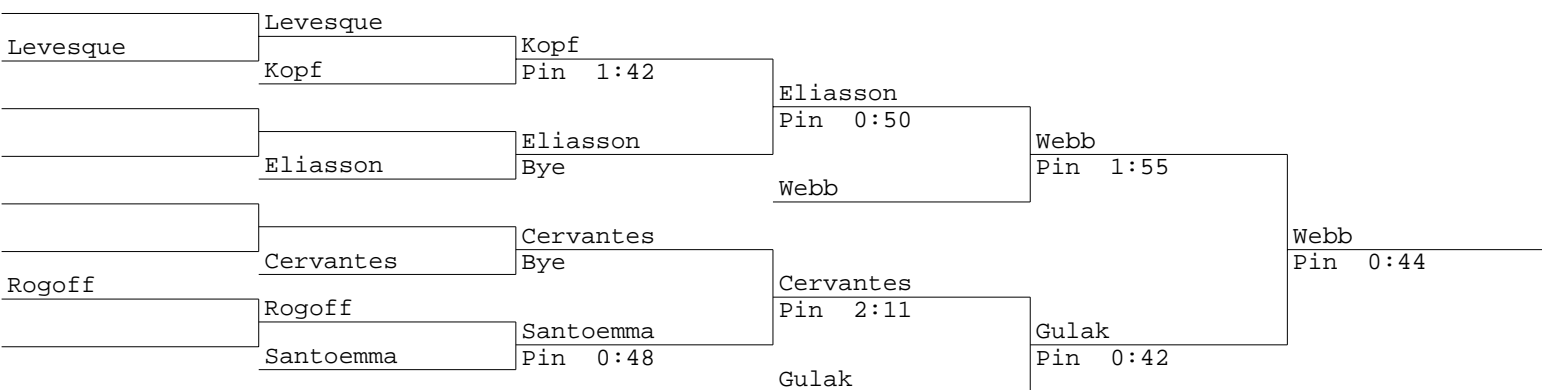 Levesque
Levesque
Kopf
Kopf
Pin 1:42
Eliasson
Pin 0:50
Eliasson
Eliasson
Bye
Webb
Pin 1:55
Webb
Cervantes
Webb
Cervantes
Bye
Pin 0:44
Rogoff
Cervantes
Rogoff
Pin 2:11
Santoemma
Gulak
Santoemma
Pin 0:48
Pin 0:42
Gulak